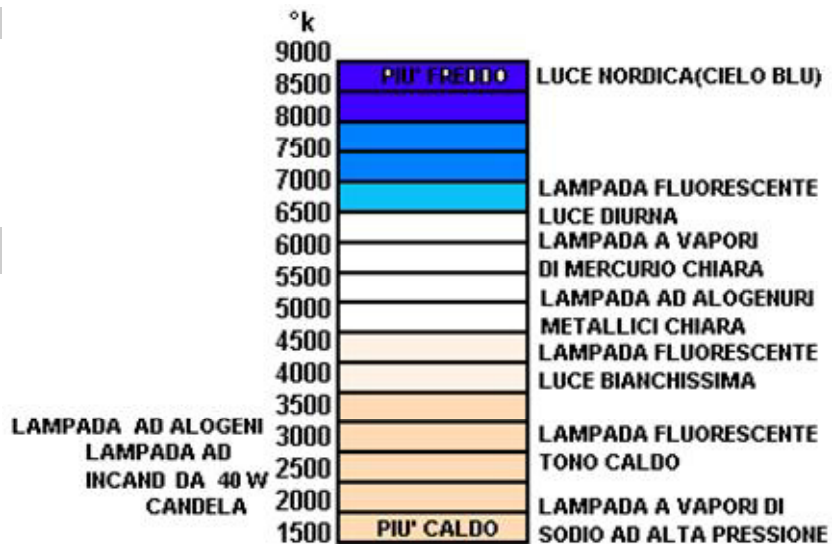 °k
9000
8500
8000
7500
7000
6500
6000
5500
5000
4500
4000
3500
3000
2500
2000
1500
PIU' FREDDO
PIU' CALDO
LUCE NORDICA(CIELO BLU)
LAMPADA FLUORESCENTE
LUCE DIURNA
LAMPADA A VAPORI
DI MERCURIO CHIARA
LAMPADA AD ALOGENURI
METALLICI CHIARA
LAMPADA FLUORESCENTE
LUCE BIANCHISSIMA
LAMPADA FLUORESCENTE
TONO CALDO
LAMPADA A VAPORI DI
SODIO AD ALTA PRESSIONE
LAMPADA AD ALOGENI
LAMPADA AD
INCAND DA 40 W
CANDELA